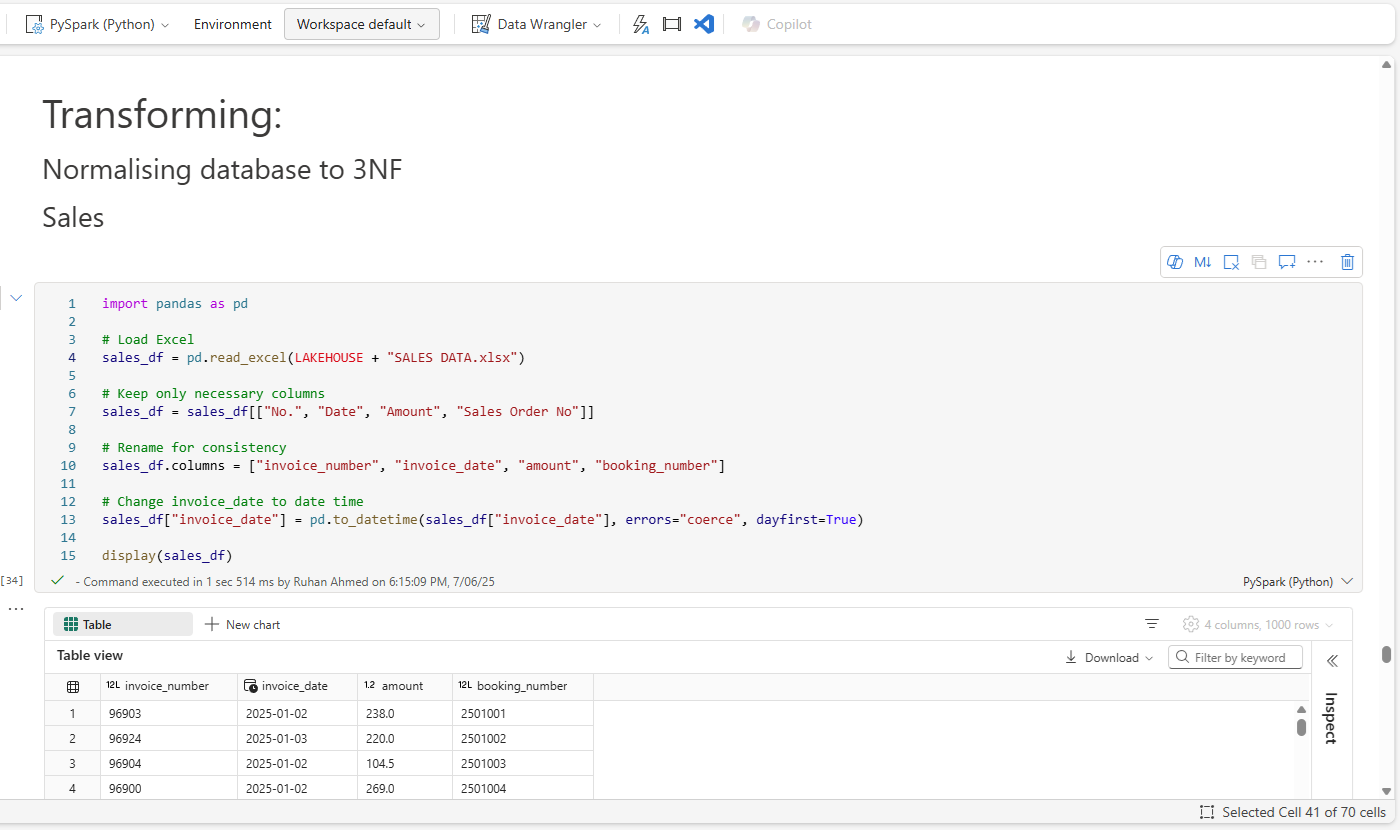 PySpark (Python) Environment Workspace default Data Wrangler Copilot
Transforming:
Normalising database to 3NF
Sales
M↓ ...
1 import pandas as pd
2
3 # Load Excel
4 sales_df = pd.read_excel(LAKEHOUSE + "SALES DATA.xlsx")
5
6 # Keep only necessary columns
7 sales_df = sales_df[["No.", "Date", "Amount", "Sales Order No"]]
8
9 # Rename for consistency
10 sales_df.columns = ["invoice_number", "invoice_date", "amount", "booking_number"]
11
12 # Change invoice_date to date time
13 sales_df["invoice_date"] = pd.to_datetime(sales_df["invoice_date"], errors="coerce", dayfirst=True)
14
15 display(sales_df)
[34] - Command executed in 1 sec 514 ms by Ruhan Ahmed on 6:15:09 PM, 7/06/25 PySpark (Python)
...
Table New chart 4 columns, 1000 rows
Table view Download Filter by keyword
12L invoice_number invoice_date 1.2 amount 12L booking_number
1 96903 2025-01-02 238.0 2501001
2 96924 2025-01-03 220.0 2501002
3 96904 2025-01-02 104.5 2501003
4 96900 2025-01-02 269.0 2501004
Inspect
Selected Cell 41 of 70 cells